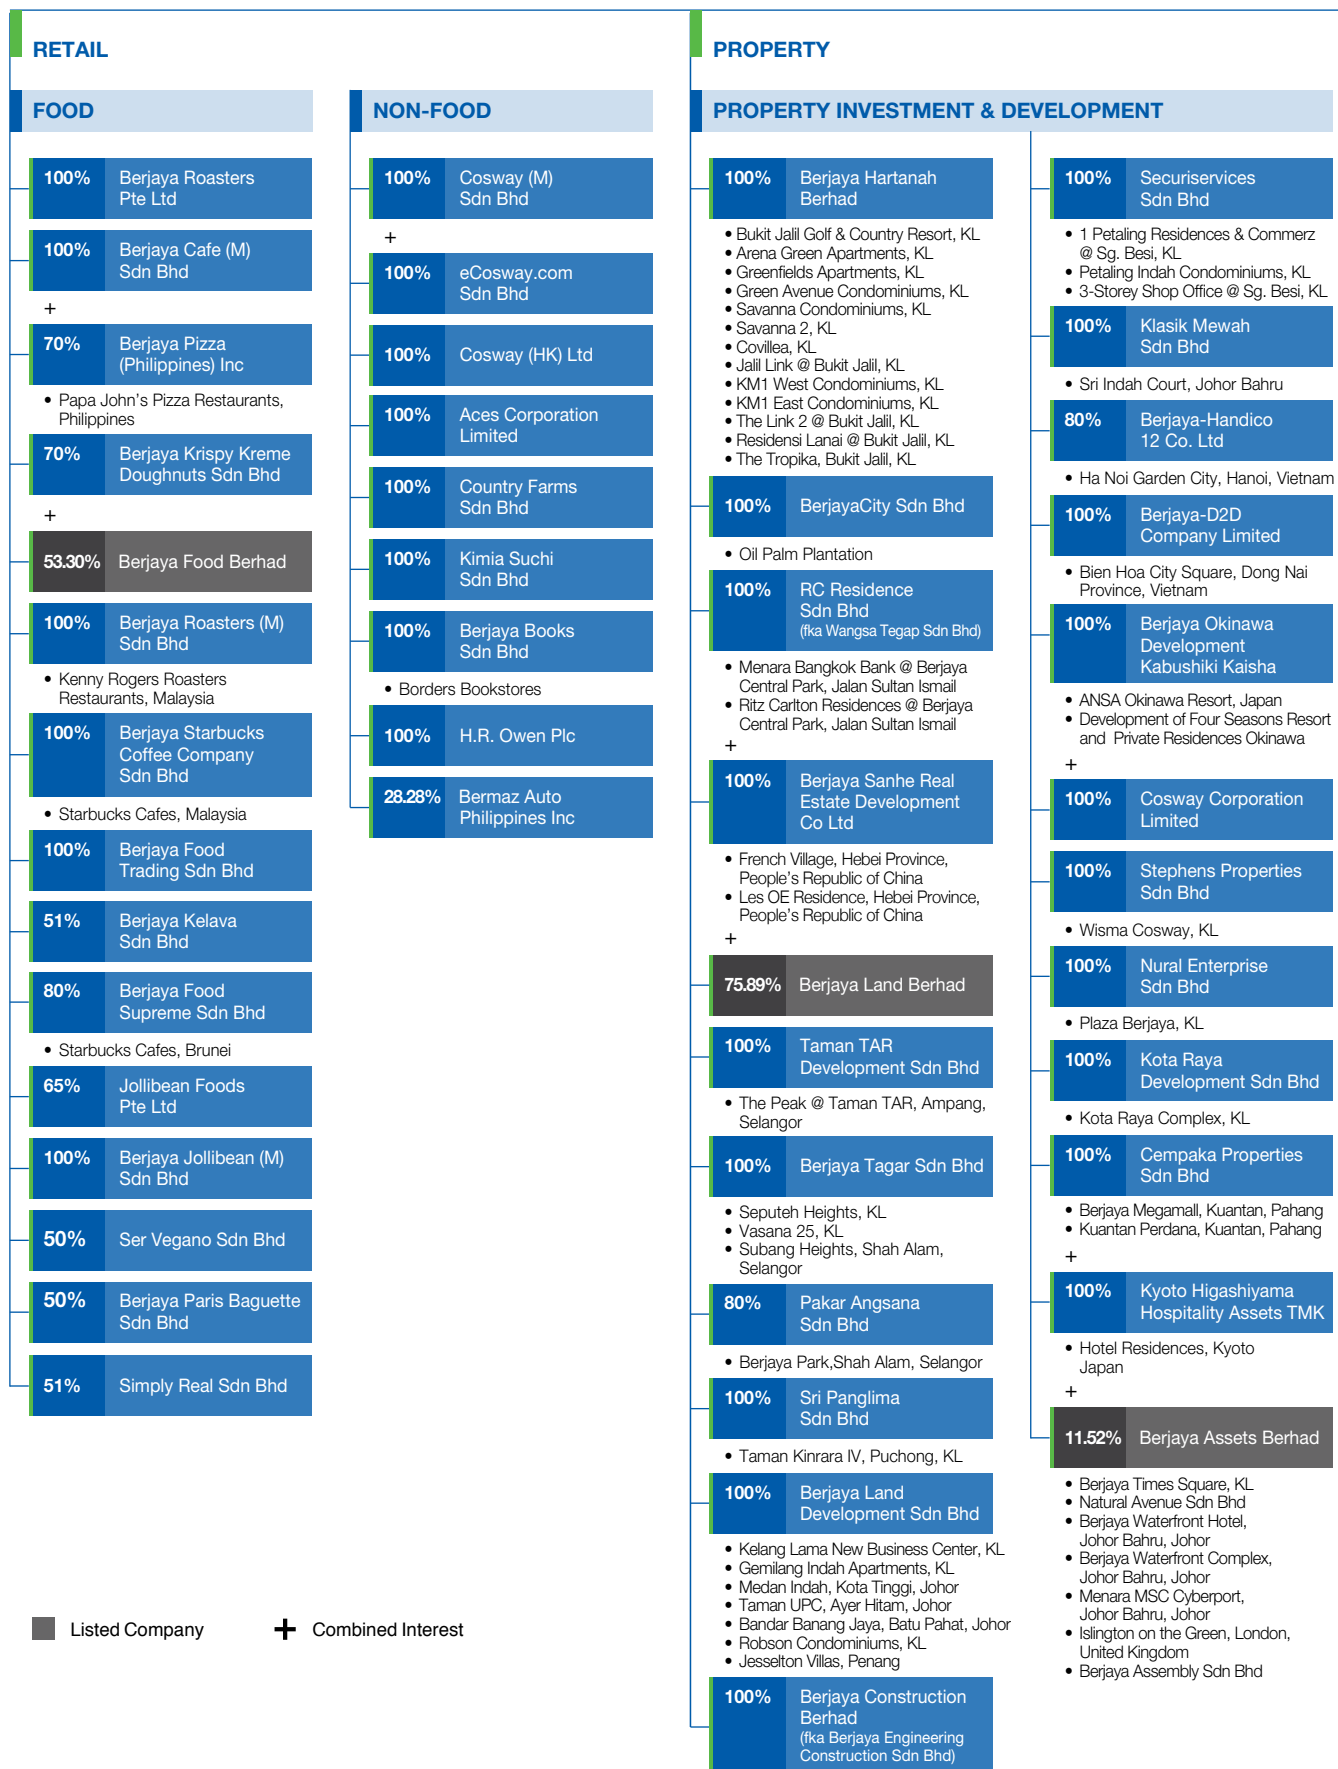 RETAIL
FOOD
100% Berjaya Roasters
Pte Ltd
100% Berjaya Cafe (M)
Sdn Bhd
+
70% Berjaya Pizza
(Philippines) Inc
• Papa John's Pizza Restaurants,
Philippines
70% Berjaya Krispy Kreme
Doughnuts Sdn Bhd
+
53.30% Berjaya Food Berhad
100% Berjaya Roasters (M)
Sdn Bhd
• Kenny Rogers Roasters
Restaurants, Malaysia
100% Berjaya Starbucks
Coffee Company
Sdn Bhd
• Starbucks Cafes, Malaysia
100% Berjaya Food
Trading Sdn Bhd
51% Berjaya Kelava
Sdn Bhd
80% Berjaya Food
Supreme Sdn Bhd
• Starbucks Cafes, Brunei
65% Jollibean Foods
Pte Ltd
100% Berjaya Jollibean (M)
Sdn Bhd
50% Ser Vegano Sdn Bhd
50% Berjaya Paris Baguette
Sdn Bhd
51% Simply Real Sdn Bhd
NON-FOOD
100% Cosway (M)
Sdn Bhd
+
100% eCosway.com
Sdn Bhd
100% Cosway (HK) Ltd
100% Aces Corporation
Limited
100% Country Farms
Sdn Bhd
100% Kimia Suchi
Sdn Bhd
100% Berjaya Books
Sdn Bhd
• Borders Bookstores
100% H.R. Owen Plc
28.28% Bermaz Auto
Philippines Inc
PROPERTY
PROPERTY INVESTMENT & DEVELOPMENT
100% Berjaya Hartanah
Berhad
• Bukit Jalil Golf & Country Resort, KL
• Arena Green Apartments, KL
• Greenfields Apartments, KL
• Green Avenue Condominiums, KL
• Savanna Condominiums, KL
• Savanna 2, KL
• Covillea, KL
• Jalil Link @ Bukit Jalil, KL
• KM1 West Condominiums, KL
• KM1 East Condominiums, KL
• The Link 2 @ Bukit Jalil, KL
• Residensi Lanai @ Bukit Jalil, KL
• The Tropika, Bukit Jalil, KL
100% BerjayaCity Sdn Bhd
• Oil Palm Plantation
100% RC Residence
Sdn Bhd
(fka Wangsa Tegap Sdn Bhd)
• Menara Bangkok Bank @ Berjaya
Central Park, Jalan Sultan Ismail
• Ritz Carlton Residences @ Berjaya
Central Park, Jalan Sultan Ismail
+
100% Berjaya Sanhe Real
Estate Development
Co Ltd
• French Village, Hebei Province,
People's Republic of China
• Les OE Residence, Hebei Province,
People's Republic of China
+
75.89% Berjaya Land Berhad
100% Taman TAR
Development Sdn Bhd
• The Peak @ Taman TAR, Ampang,
Selangor
100% Berjaya Tagar Sdn Bhd
• Seputeh Heights, KL
• Vasana 25, KL
• Subang Heights, Shah Alam,
Selangor
80% Pakar Angsana
Sdn Bhd
• Berjaya Park,Shah Alam, Selangor
100% Sri Panglima
Sdn Bhd
• Taman Kinrara IV, Puchong, KL
100% Berjaya Land
Development Sdn Bhd
• Kelang Lama New Business Center, KL
• Gemilang Indah Apartments, KL
• Medan Indah, Kota Tinggi, Johor
• Taman UPC, Ayer Hitam, Johor
• Bandar Banang Jaya, Batu Pahat, Johor
• Robson Condominiums, KL
• Jesselton Villas, Penang
100% Berjaya Construction
Berhad
(fka Berjaya Engineering
Construction Sdn Bhd)
100% Securiservices
Sdn Bhd
• 1 Petaling Residences & Commerz
@ Sg. Besi, KL
• Petaling Indah Condominiums, KL
• 3-Storey Shop Office @ Sg. Besi, KL
100% Klasik Mewah
Sdn Bhd
• Sri Indah Court, Johor Bahru
80% Berjaya-Handico
12 Co. Ltd
• Ha Noi Garden City, Hanoi, Vietnam
100% Berjaya-D2D
Company Limited
• Bien Hoa City Square, Dong Nai
Province, Vietnam
100% Berjaya Okinawa
Development
Kabushiki Kaisha
• ANSA Okinawa Resort, Japan
• Development of Four Seasons Resort
and Private Residences Okinawa
+
100% Cosway Corporation
Limited
100% Stephens Properties
Sdn Bhd
• Wisma Cosway, KL
100% Nural Enterprise
Sdn Bhd
• Plaza Berjaya, KL
100% Kota Raya
Development Sdn Bhd
• Kota Raya Complex, KL
100% Cempaka Properties
Sdn Bhd
• Berjaya Megamall, Kuantan, Pahang
• Kuantan Perdana, Kuantan, Pahang
+
100% Kyoto Higashiyama
Hospitality Assets TMK
• Hotel Residences, Kyoto
Japan
+
11.52% Berjaya Assets Berhad
• Berjaya Times Square, KL
• Natural Avenue Sdn Bhd
• Berjaya Waterfront Hotel,
Johor Bahru, Johor
• Berjaya Waterfront Complex,
Johor Bahru, Johor
• Menara MSC Cyberport,
Johor Bahru, Johor
• Islington on the Green, London,
United Kingdom
• Berjaya Assembly Sdn Bhd
Listed Company
+ Combined Interest